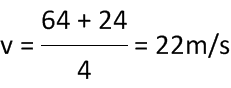 v = (64 + 24) / 4 = 22m/s